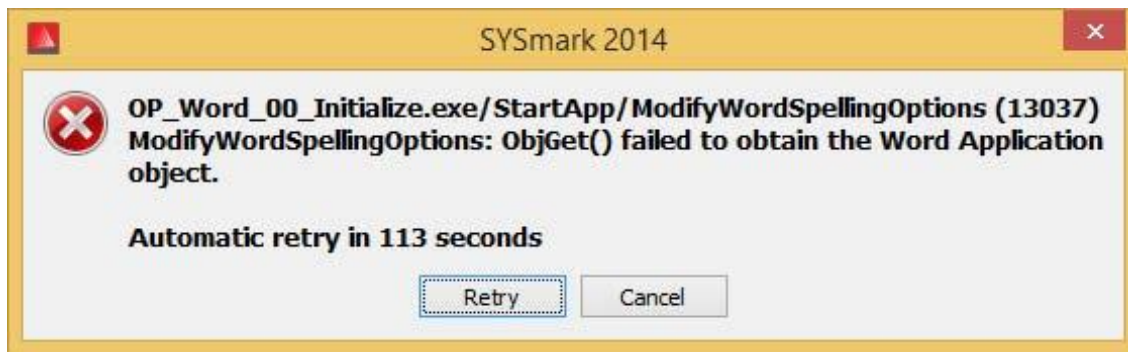 SYSmark 2014
OP_Word_00_Initialize.exe/StartApp/ModifyWordSpellingOptions (13037)
ModifyWordSpellingOptions: ObjGet() failed to obtain the Word Application
object.
Automatic retry in 113 seconds
Retry
Cancel